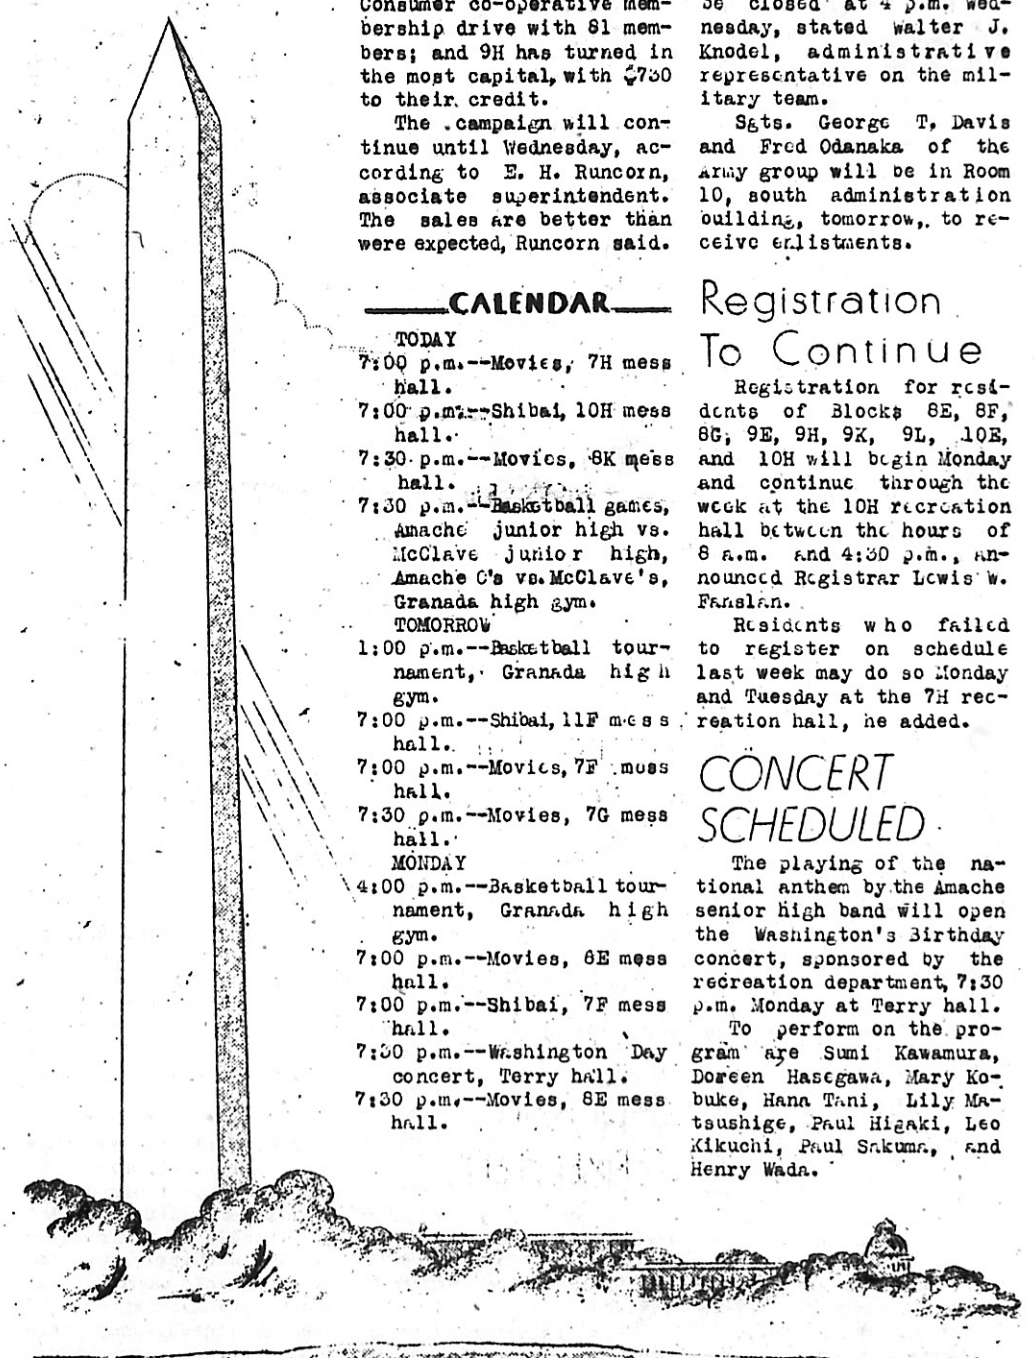 Consumer co-operative mem-
bership drive with 81 mem-
bers; and 9H has turned in
the most capital, with $730
to their credit.
The campaign will con-
tinue until Wednesday, ac-
cording to E. H. Runcorn,
associate superintendent.
The sales are better than
were expected, Runcorn said.
CALENDAR
TODAY
7:00 p.m.--Movies, 7H mess
hall.
7:00 p.m.--Shibai, 10H mess
hall.
7:30 p.m.--Movies, 8K mess
hall.
7:30 p.m.--Basketball games,
Amache junior high vs.
McClave junior high,
Amache C's vs. McClave's,
Granada high gym.
TOMORROW
1:00 p.m.--Basketball tour-
nament, Granada high
gym.
7:00 p.m.--Shibai, 11F mess
hall.
7:00 p.m.--Movies, 7F mess
hall.
7:30 p.m.--Movies, 7G mess
hall.
MONDAY
4:00 p.m.--Basketball tour-
nament, Granada high
gym.
7:00 p.m.--Movies, 6E mess
hall.
7:00 p.m.--Shibai, 7F mess
hall.
7:30 p.m.--Washington Day
concert, Terry hall.
7:30 p.m.--Movies, 8E mess
hall.
be closed at 4 p.m. Wed-
nesday, stated Walter J.
Knodel, administrative
representative on the mil-
itary team.
Sgts. George T. Davis
and Fred Odanaka of the
Army group will be in Room
10, south administration
building, tomorrow, to re-
ceive enlistments.
Registration
To Continue
Registration for resi-
dents of Blocks 8E, 8F,
8G, 9E, 9H, 9K, 9L, 10E,
and 10H will begin Monday
and continue through the
week at the 10H recreation
hall between the hours of
8 a.m. and 4:30 p.m., an-
nounced Registrar Lewis W.
Fanslan.
Residents who failed
to register on schedule
last week may do so Monday
and Tuesday at the 7H rec-
reation hall, he added.
CONCERT
SCHEDULED
The playing of the na-
tional anthem by the Amache
senior high band will open
the Washington's Birthday
concert, sponsored by the
recreation department, 7:30
p.m. Monday at Terry hall.
To perform on the pro-
gram are Sumi Kawamura,
Doreen Hasegawa, Mary Ko-
buke, Hana Tani, Lily Ma-
tsushige, Paul Higaki, Leo
Kikuchi, Paul Sakuma, and
Henry Wada.